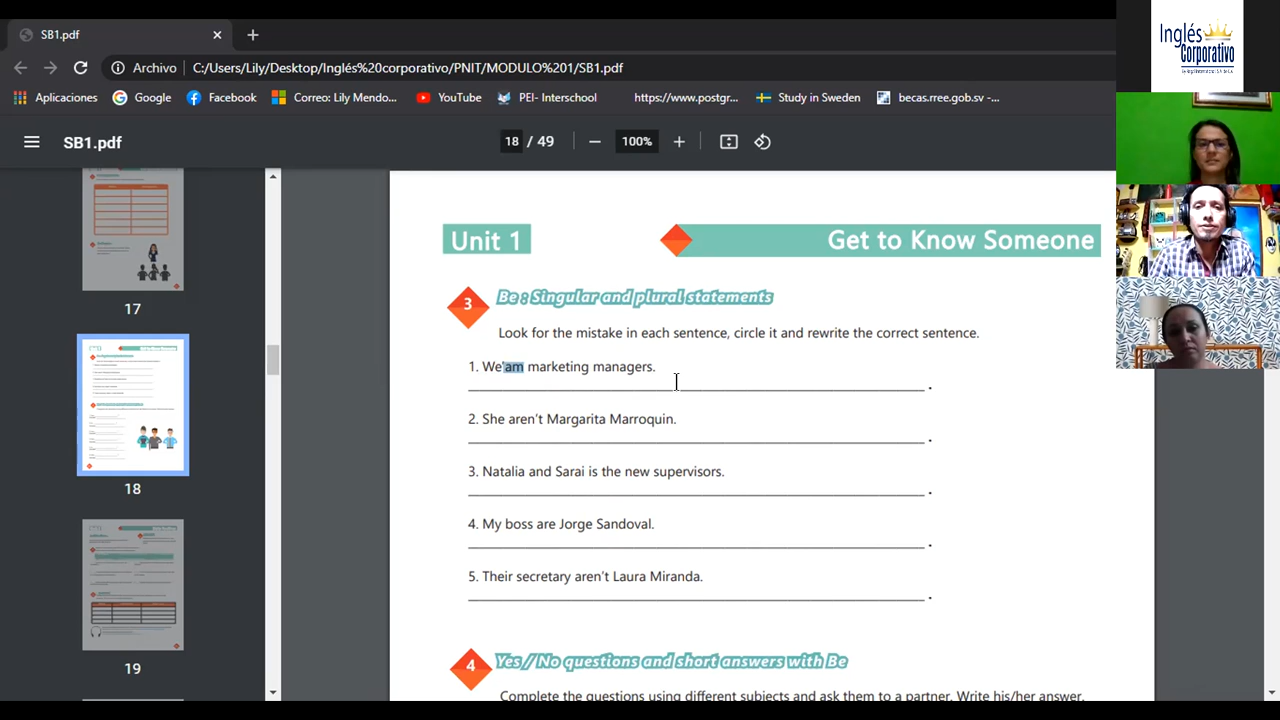 SB1.pdf
Archivo C:/Users/Lily/Desktop/Inglés%20corporativo/PNIT/MODULO%201/SB1.pdf
Aplicaciones Google Facebook Correo: Lily Mendo... YouTube PEI- Interschool https://www.postgr... Study in Sweden becas.rree.gob.sv -...
SB1.pdf 18 / 49 100%
Inglés
Corporativo
17
18
19
Unit 1 Get to Know Someone
3 Be : Singular and plural statements
Look for the mistake in each sentence, circle it and rewrite the correct sentence.
1. We'am marketing managers.
2. She aren't Margarita Marroquin.
3. Natalia and Sarai is the new supervisors.
4. My boss are Jorge Sandoval.
5. Their secretary aren't Laura Miranda.
4 Yes / No questions and short answers with Be
Complete the questions using different subjects and ask them to a partner. Write his/her answer.